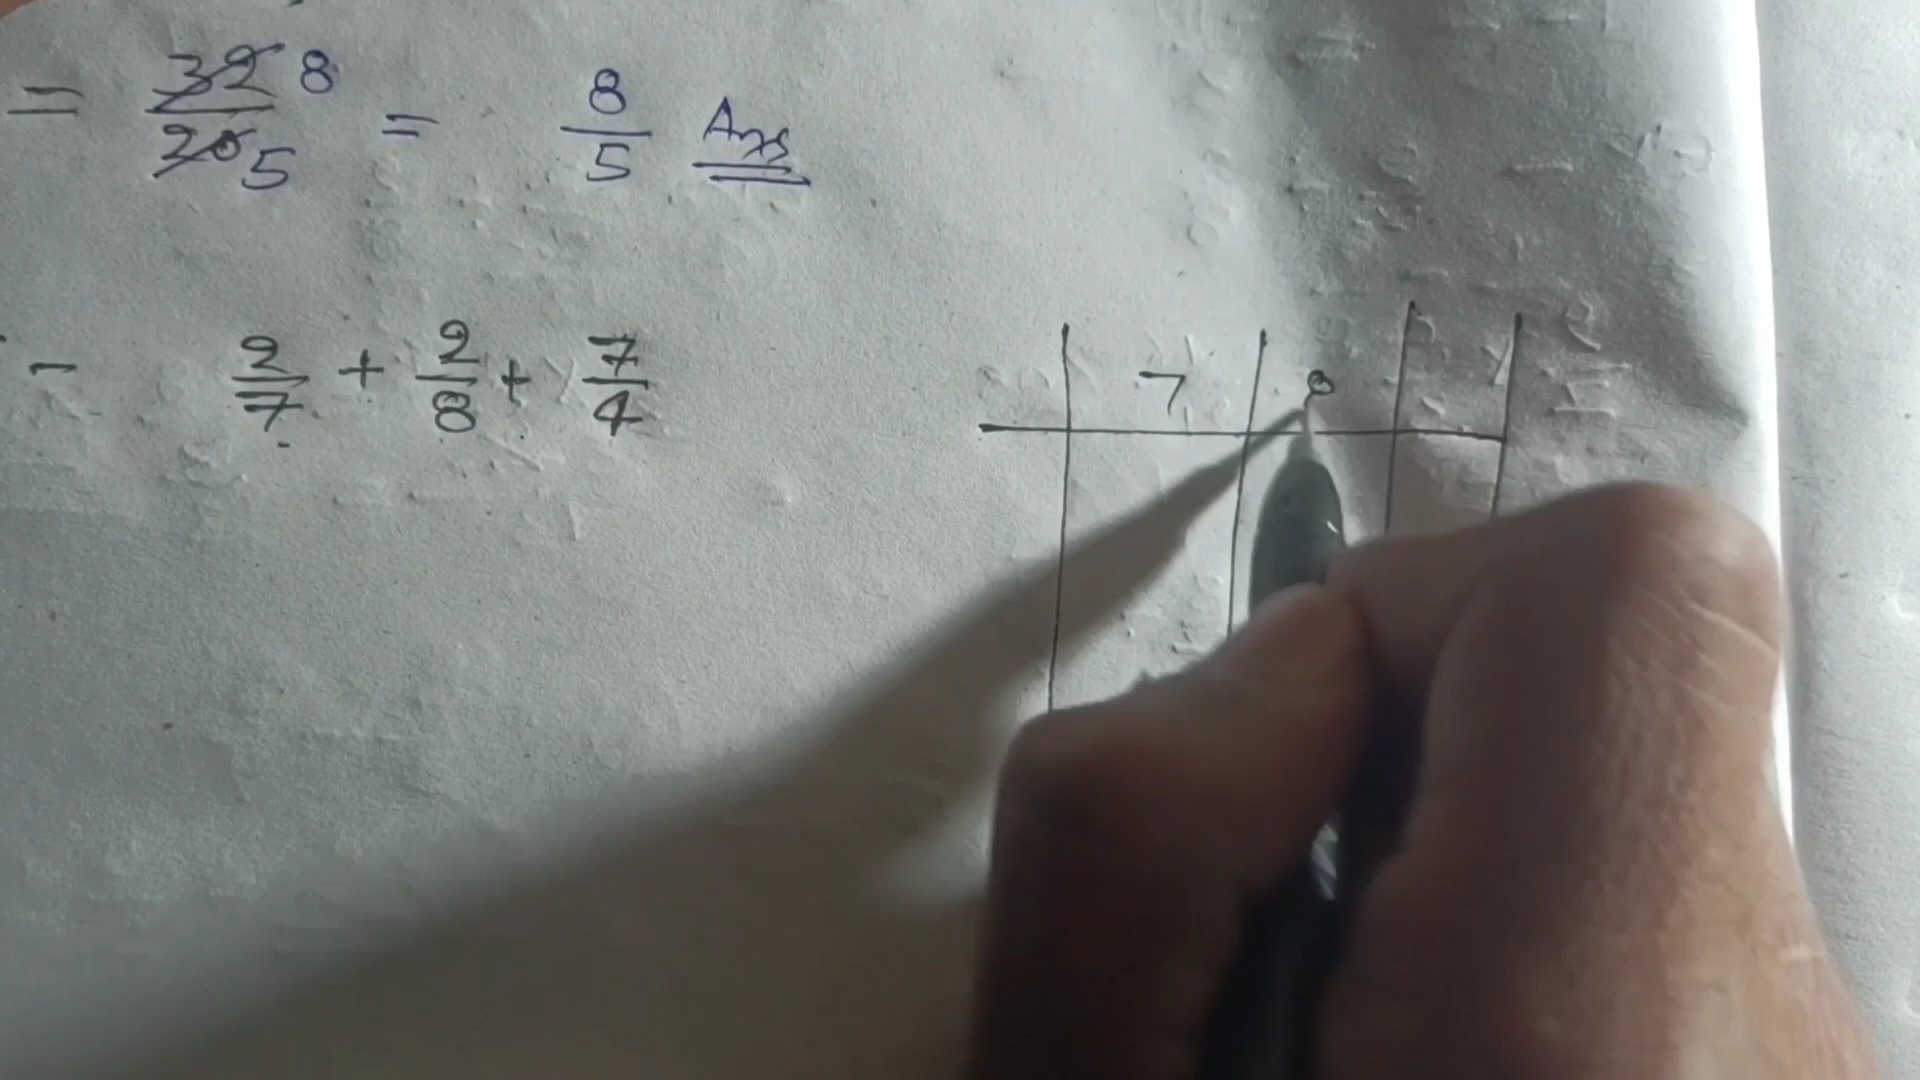 = 32 8 / 20 5 = 8/5 Ans
- 2/7 + 2/8 + 7/4
7 8